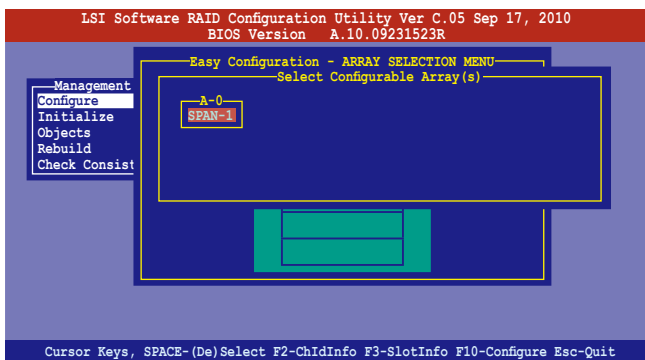 LSI Software RAID Configuration Utility Ver C.05 Sep 17, 2010
BIOS Version A.10.09231523R
Easy Configuration - ARRAY SELECTION MENU
Select Configurable Array(s)
Management
A-0
Configure
SPAN-1
Initialize
Objects
Rebuild
Check Consist
Cursor Keys, SPACE-(De)Select F2-ChIdInfo F3-SlotInfo F10-Configure Esc-Quit